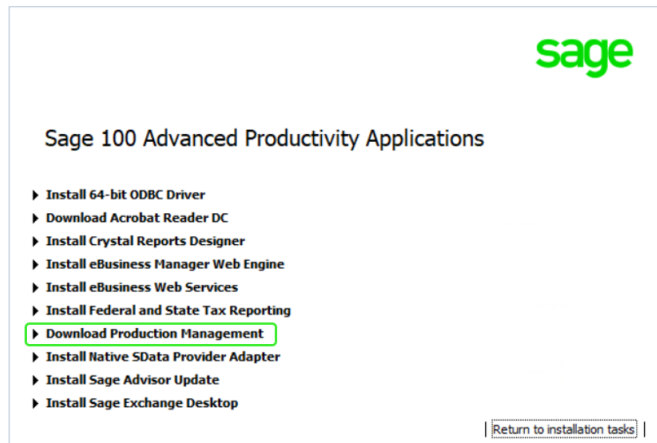 sage
Sage 100 Advanced Productivity Applications
Install 64-bit ODBC Driver
Download Acrobat Reader DC
Install Crystal Reports Designer
Install eBusiness Manager Web Engine
Install eBusiness Web Services
Install Federal and State Tax Reporting
Download Production Management
Install Native SData Provider Adapter
Install Sage Advisor Update
Install Sage Exchange Desktop
Return to installation tasks